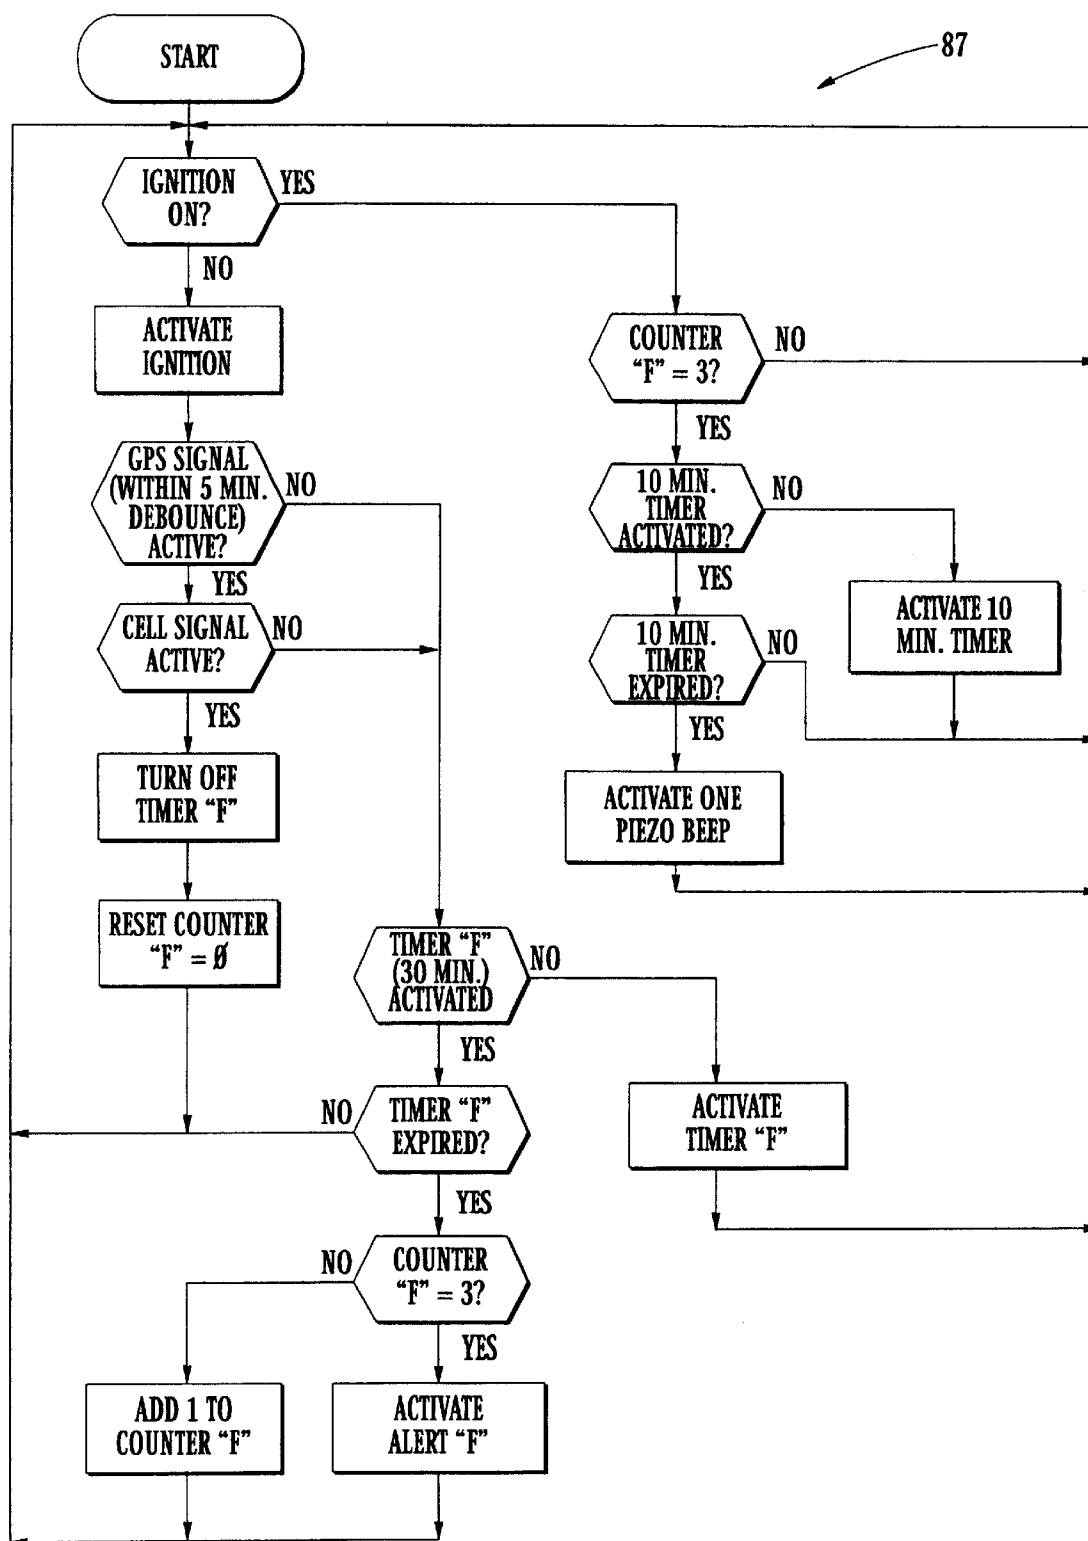 START
87
IGNITION
ON?
YES
NO
ACTIVATE
IGNITION
COUNTER
“F” = 3?
NO
YES
GPS SIGNAL
(WITHIN 5 MIN.
DEBOUNCE)
ACTIVE?
NO
YES
10 MIN.
TIMER
ACTIVATED?
NO
YES
ACTIVATE 10
MIN. TIMER
CELL SIGNAL
ACTIVE?
NO
YES
10 MIN.
TIMER
EXPIRED?
NO
YES
TURN OFF
TIMER “F”
ACTIVATE ONE
PIEZO BEEP
RESET COUNTER
“F” = Ø
TIMER “F”
(30 MIN.)
ACTIVATED
NO
YES
ACTIVATE
TIMER “F”
NO
TIMER “F”
EXPIRED?
YES
NO
COUNTER
“F” = 3?
YES
ADD 1 TO
COUNTER “F”
ACTIVATE
ALERT “F”